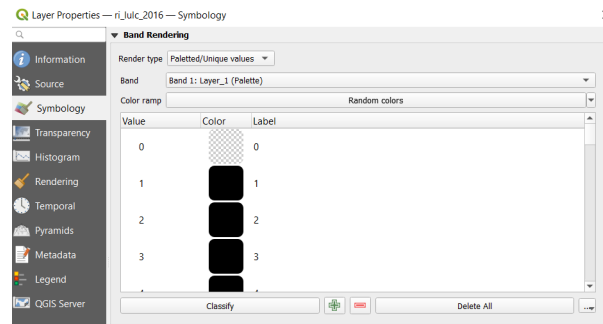 Layer Properties — ri_lulc_2016 — Symbology
Information
Source
Symbology
Transparency
Histogram
Rendering
Temporal
Pyramids
Metadata
Legend
QGIS Server
Band Rendering
Render type Paletted/Unique values
Band Band 1: Layer_1 (Palette)
Color ramp Random colors
Value Color Label
0 0
1 1
2 2
3 3
Classify Delete All ...